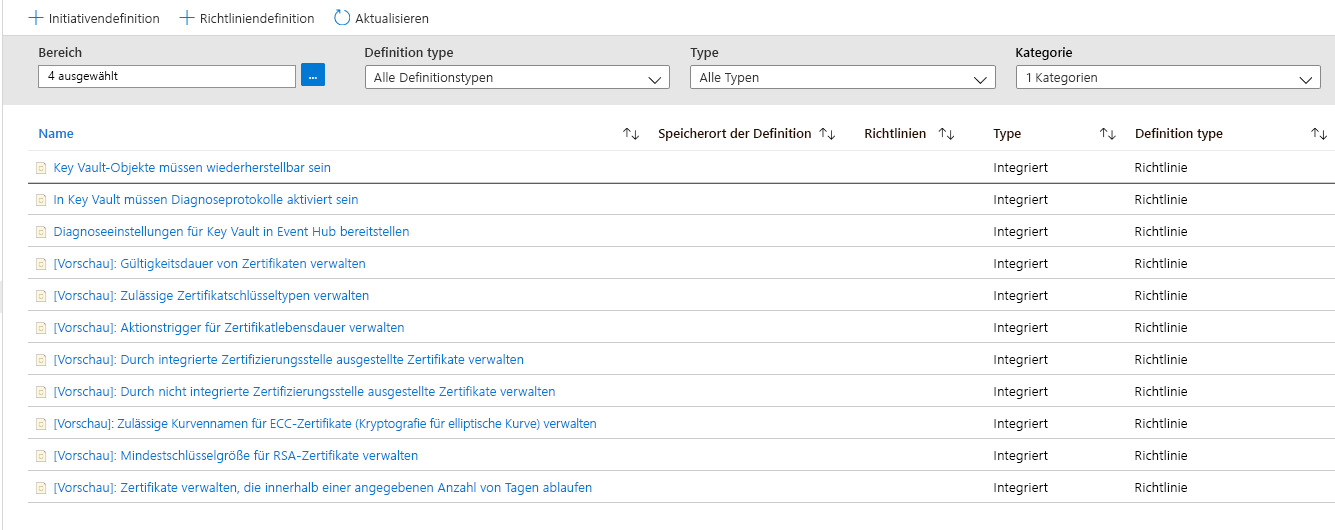 Initiativendefinition Richtliniendefinition Aktualisieren
Bereich Definition type Type Kategorie
4 ausgewählt ... Alle Definitionstypen Alle Typen 1 Kategorien
Name Speicherort der Definition Richtlinien Type Definition type
Key Vault-Objekte müssen wiederherstellbar sein Integriert Richtlinie
In Key Vault müssen Diagnoseprotokolle aktiviert sein Integriert Richtlinie
Diagnoseeinstellungen für Key Vault in Event Hub bereitstellen Integriert Richtlinie
[Vorschau]: Gültigkeitsdauer von Zertifikaten verwalten Integriert Richtlinie
[Vorschau]: Zulässige Zertifikatschlüsseltypen verwalten Integriert Richtlinie
[Vorschau]: Aktionstrigger für Zertifikatlebensdauer verwalten Integriert Richtlinie
[Vorschau]: Durch integrierte Zertifizierungsstelle ausgestellte Zertifikate verwalten Integriert Richtlinie
[Vorschau]: Durch nicht integrierte Zertifizierungsstelle ausgestellte Zertifikate verwalten Integriert Richtlinie
[Vorschau]: Zulässige Kurvennamen für ECC-Zertifikate (Kryptografie für elliptische Kurve) verwalten Integriert Richtlinie
[Vorschau]: Mindestschlüsselgröße für RSA-Zertifikate verwalten Integriert Richtlinie
[Vorschau]: Zertifikate verwalten, die innerhalb einer angegebenen Anzahl von Tagen ablaufen Integriert Richtlinie